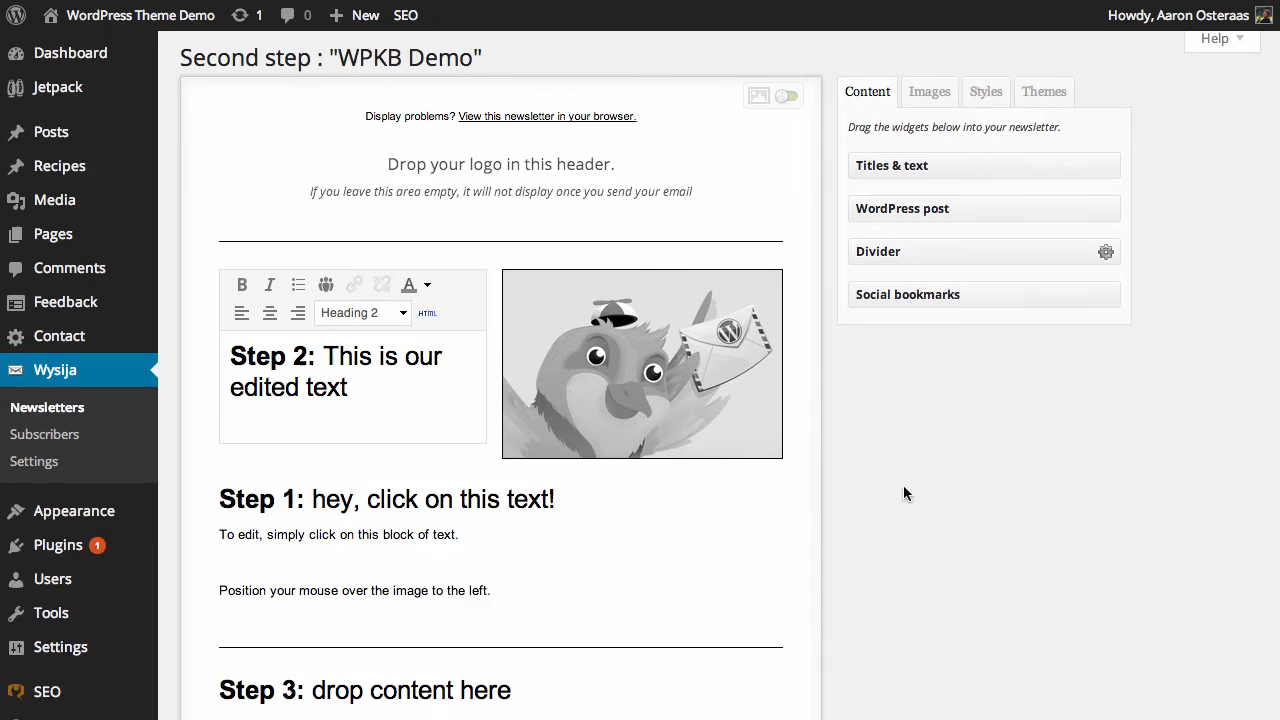 WordPress Theme Demo 1 0 New SEO Howdy, Aaron Osteraas
Help
Dashboard
Jetpack
Posts
Recipes
Media
Pages
Comments
Feedback
Contact
Wysija
Newsletters
Subscribers
Settings
Appearance
Plugins 1
Users
Tools
Settings
SEO
Second step : "WPKB Demo"
Display problems? View this newsletter in your browser.
Drop your logo in this header.
If you leave this area empty, it will not display once you send your email
B I A
Heading 2 HTML
Step 2: This is our
edited text
Step 1: hey, click on this text!
To edit, simply click on this block of text.
Position your mouse over the image to the left.
Step 3: drop content here
Content Images Styles Themes
Drag the widgets below into your newsletter.
Titles & text
WordPress post
Divider
Social bookmarks